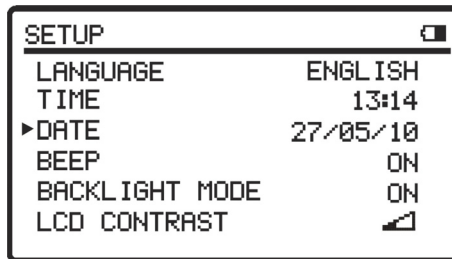 SETUP
LANGUAGE ENGLISH
TIME 13:14
DATE 27/05/10
BEEP ON
BACKLIGHT MODE ON
LCD CONTRAST